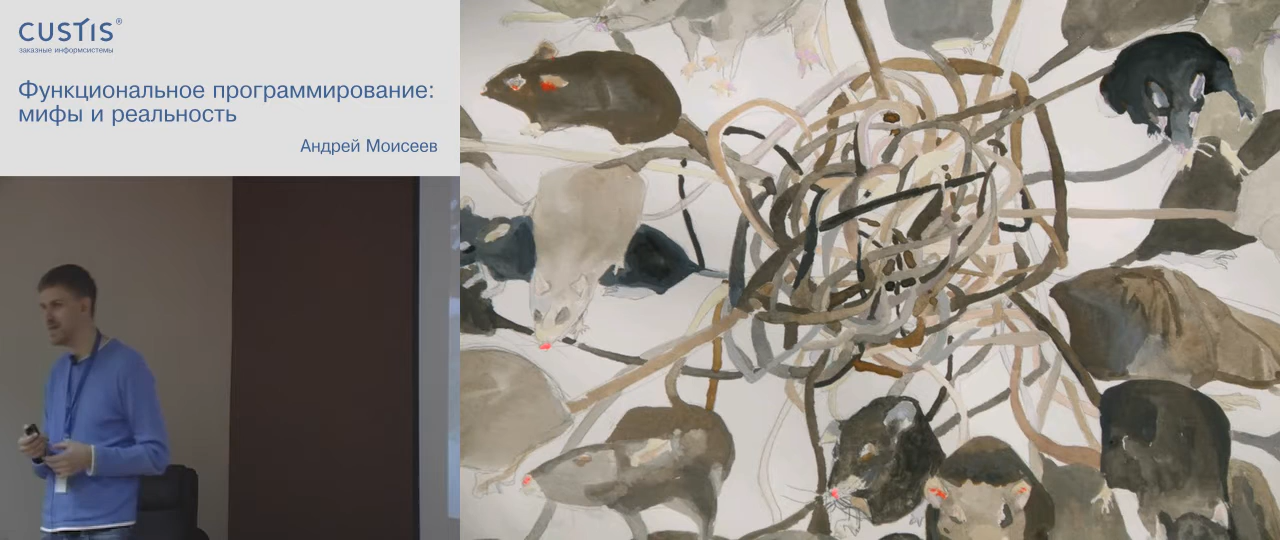 CUSTIS®
заказные информсистемы
Функциональное программирование:
мифы и реальность
Андрей Моисеев